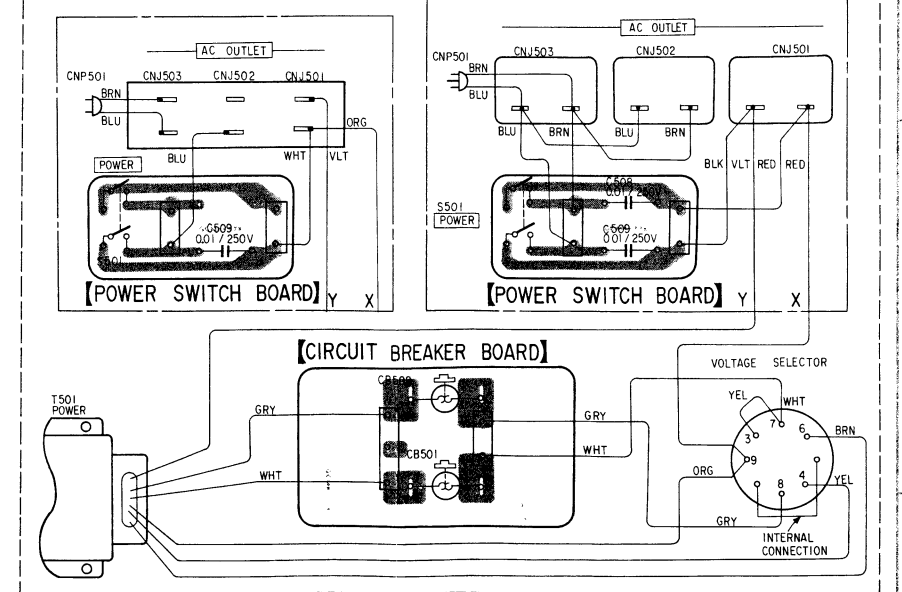 AC OUTLET
CNP501
CNJ503 CNJ502 CNJ501
BRN
BLU
ORG
BLU
WHT
VLT
POWER
C509
0.01/250V
【POWER SWITCH BOARD】
Y X
AC OUTLET
CNP501
CNJ503
CNJ502
CNJ501
BRN
BLU
BLU
BRN
BLU
BRN
BLK
VLT
RED
RED
S501
POWER
C508
0.01/250V
C509
0.01/250V
【POWER SWITCH BOARD】
Y X
【CIRCUIT BREAKER BOARD】
VOLTAGE SELECTOR
T501
POWER
GRY
WHT
CB501
GRY
WHT
YEL
WHT
BRN
3
7
6
9
8
4
ORG
YEL
GRY
INTERNAL
CONNECTION